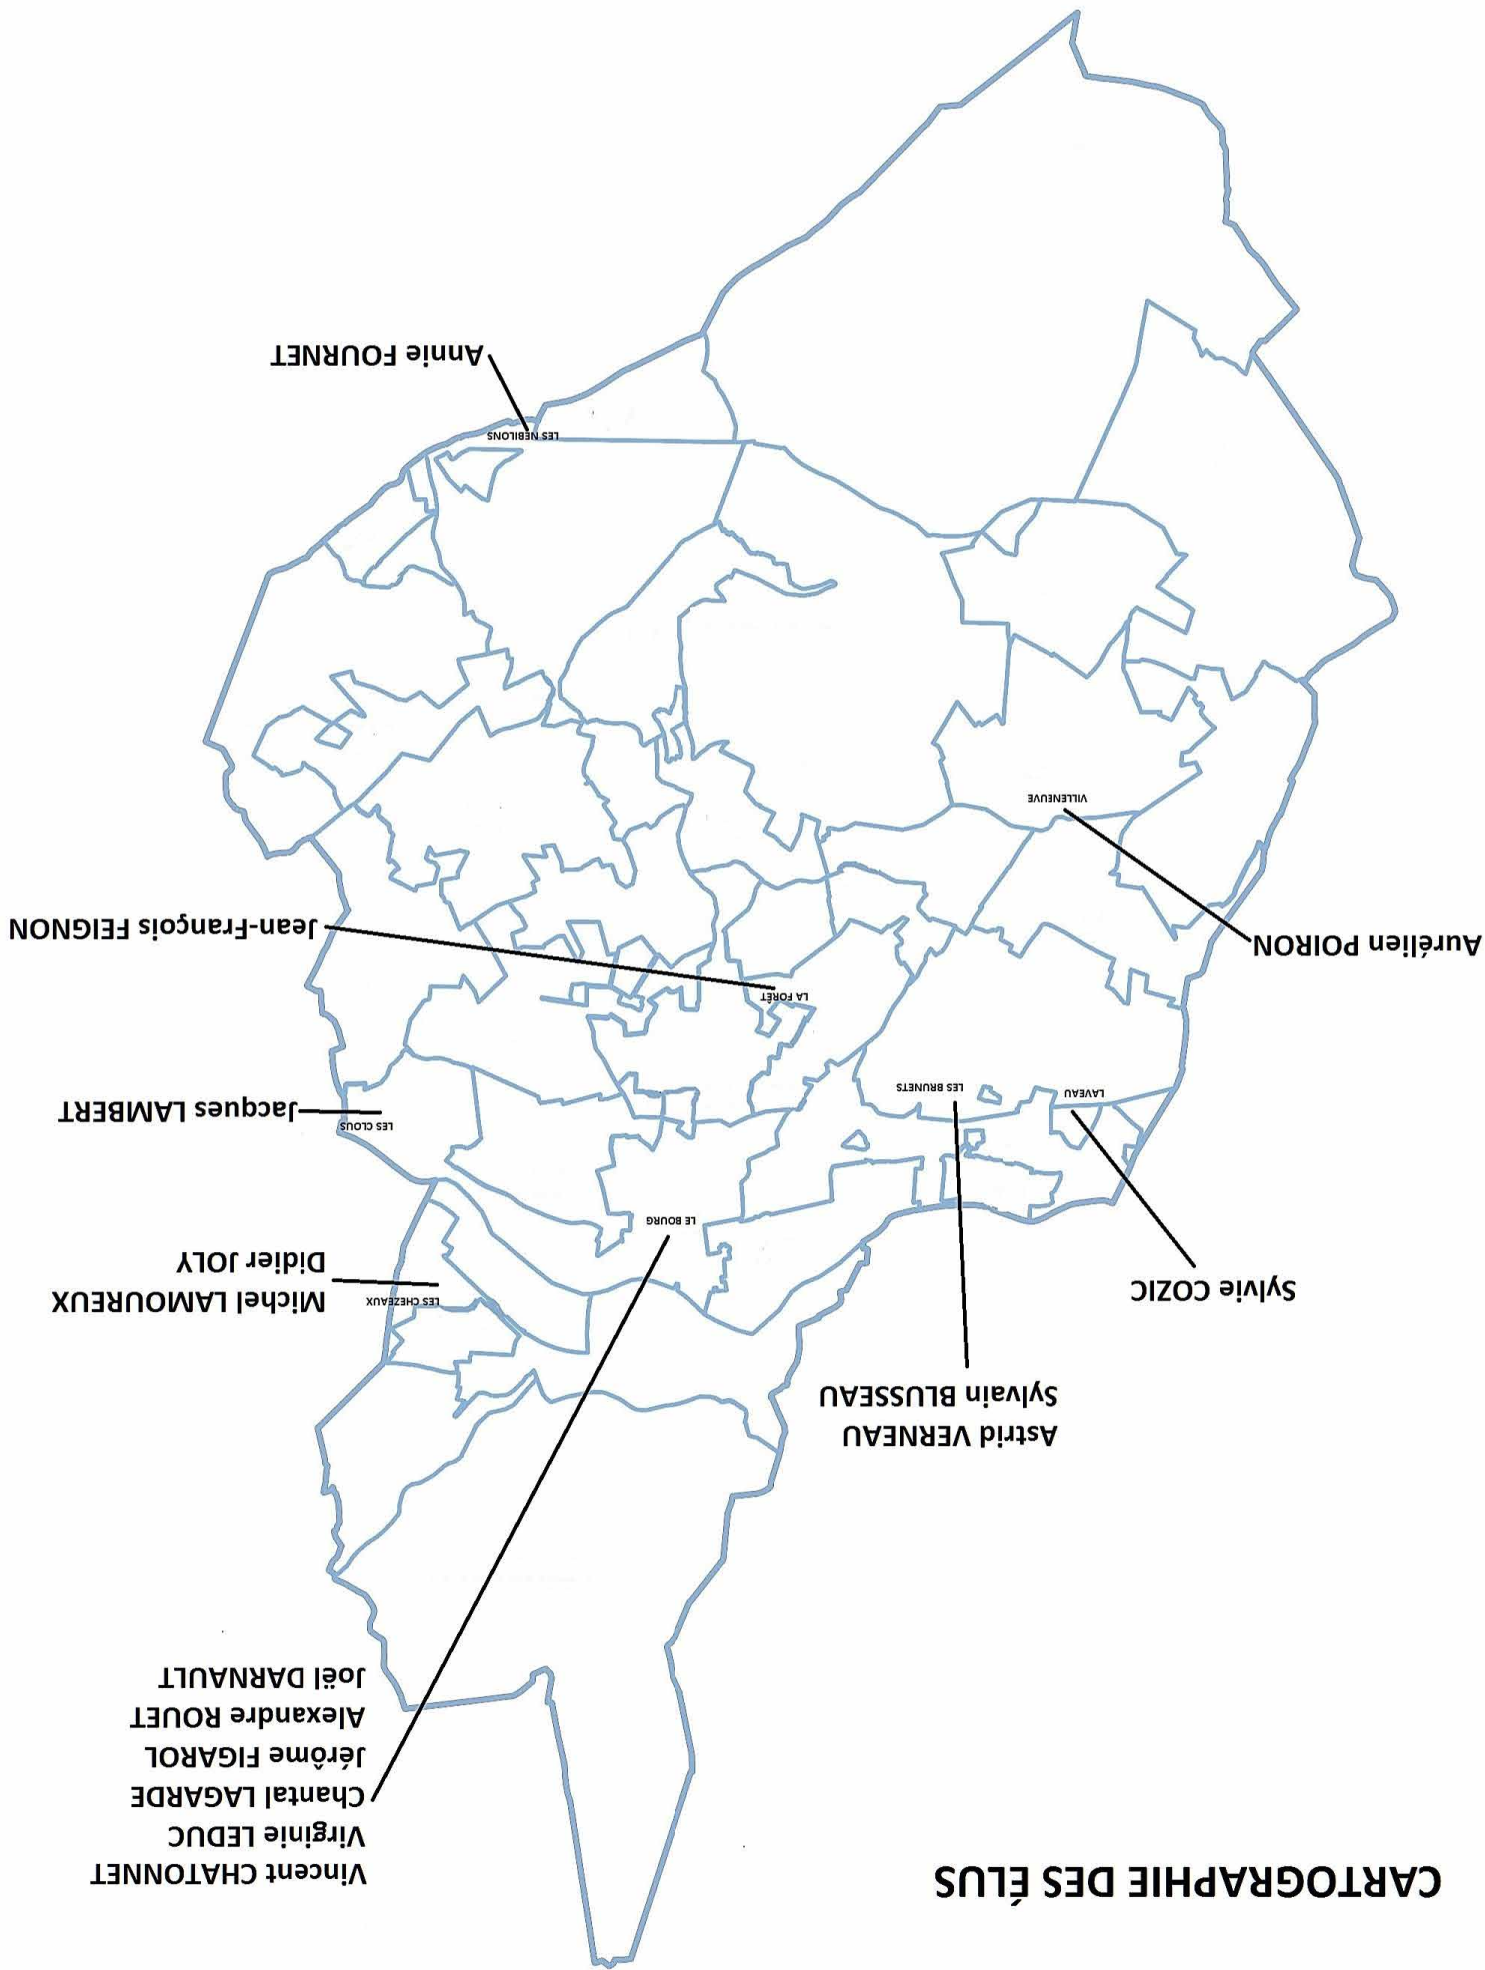 CARTOGRAPHIE DES ÉLUS
Vincent CHATONNET
Virginie LEDUC
Chantal LAGARDE
Jérôme FIGAROL
Alexandre ROUET
Joël DARNAULT
Astrid VERNEAU
Sylvain BLUSSEAU
Michel LAMOUREUX
Didier JOLY
LES CHEZEAUX
Sylvie COZIC
LE BOURG
LES CLOUS
Jacques LAMBERT
LAVEAU
LES BRUNETS
LA FORÊT
Aurélien POIRON
Jean-François FEIGNON
VILLENEUVE
LES NEBILONS
Annie FOURNET